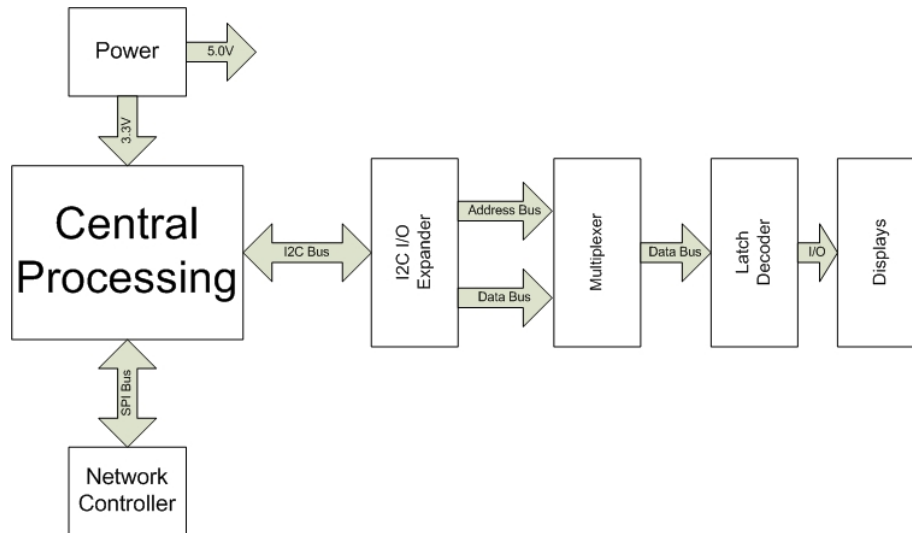 Power
5.0V
3.3V
Central
Processing
I2C Bus
I2C I/O
Expander
Address Bus
Data Bus
Multiplexer
Data Bus
Latch
Decoder
I/O
Displays
SPI Bus
Network
Controller